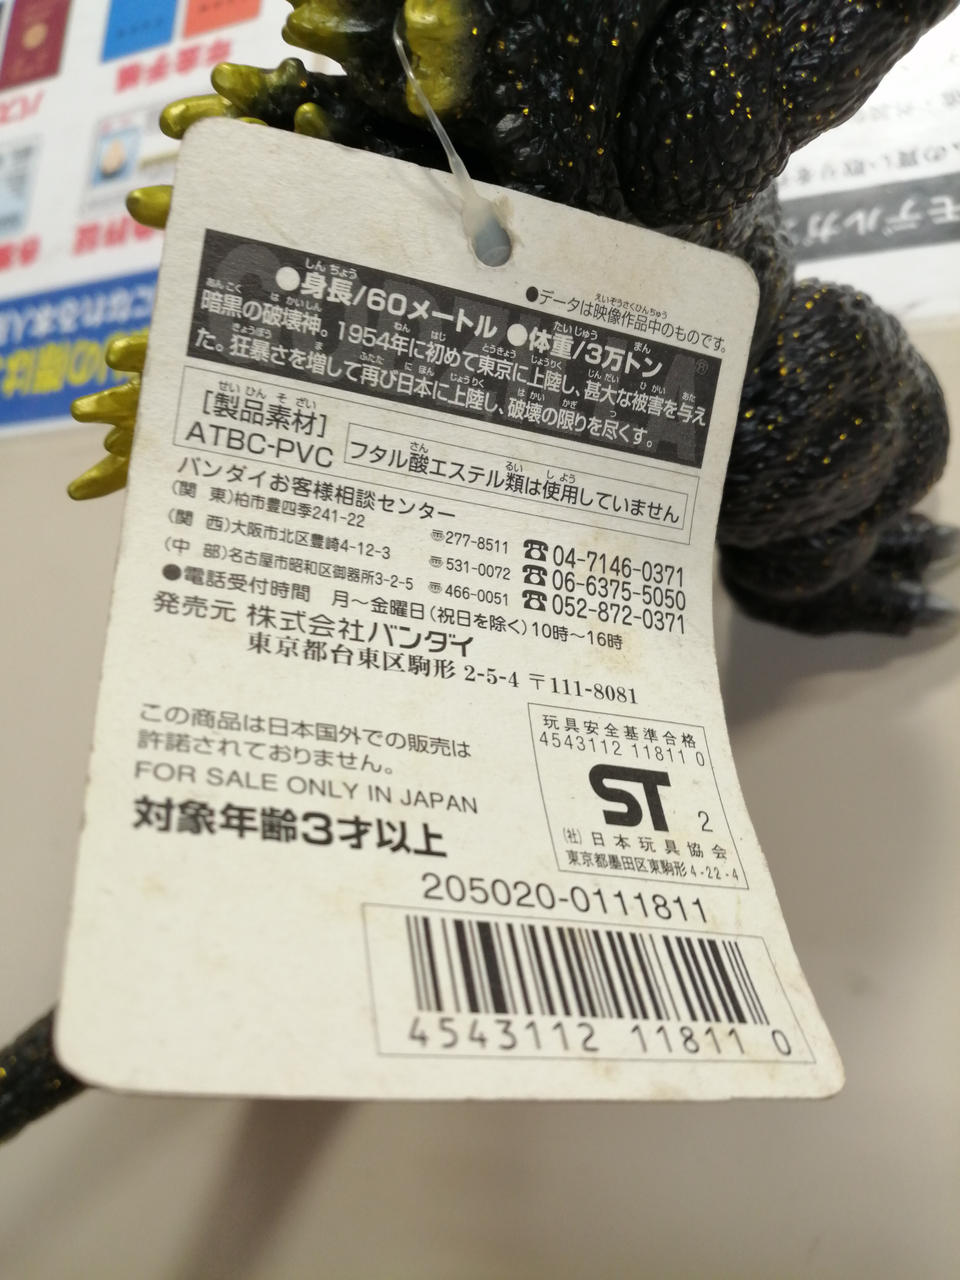 ●データは映像作品中のものです。
●身長/60メートル ●体重/3万トン
暗黒の破壊神。1954年に初めて東京に上陸し、甚大な被害を与え
た。狂暴さを増して再び日本に上陸し、破壊の限りを尽くす。
[製品素材]
ATBC-PVC
フタル酸エステル類は使用していません
バンダイお客様相談センター
(関 東)柏市豊四季241-22 〠277-8511 ☎04-7146-0371
(関 西)大阪市北区豊崎4-12-3 〠531-0072 ☎06-6375-5050
(中 部)名古屋市昭和区御器所3-2-5 〠466-0051 ☎052-872-0371
●電話受付時間 月〜金曜日(祝日を除く)10時〜16時
発売元 株式会社バンダイ
東京都台東区駒形 2-5-4 〒111-8081
この商品は日本国外での販売は
許諾されておりません。
FOR SALE ONLY IN JAPAN
対象年齢3才以上
玩具安全基準合格
4543112 11811 0
ST 2
(社)日本玩具協会
東京都墨田区東駒形4-22-4
205020-0111811
4543112 11811 0
年金手帳
モデルガン